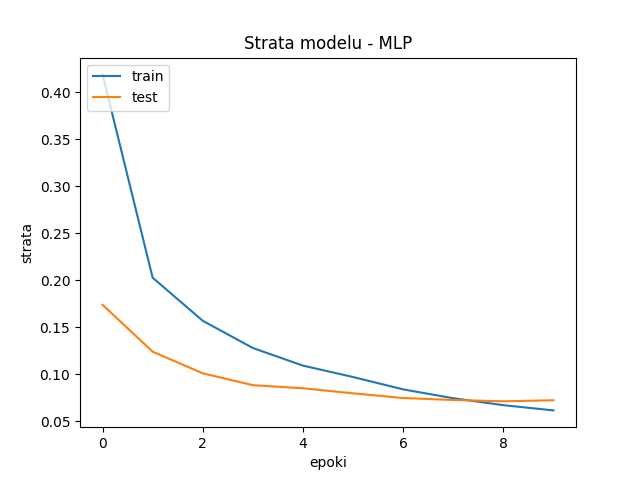 Strata modelu - MLP
train
test
0.40
0.35
0.30
0.25
0.20
0.15
0.10
0.05
strata
0 2 4 6 8
epoki